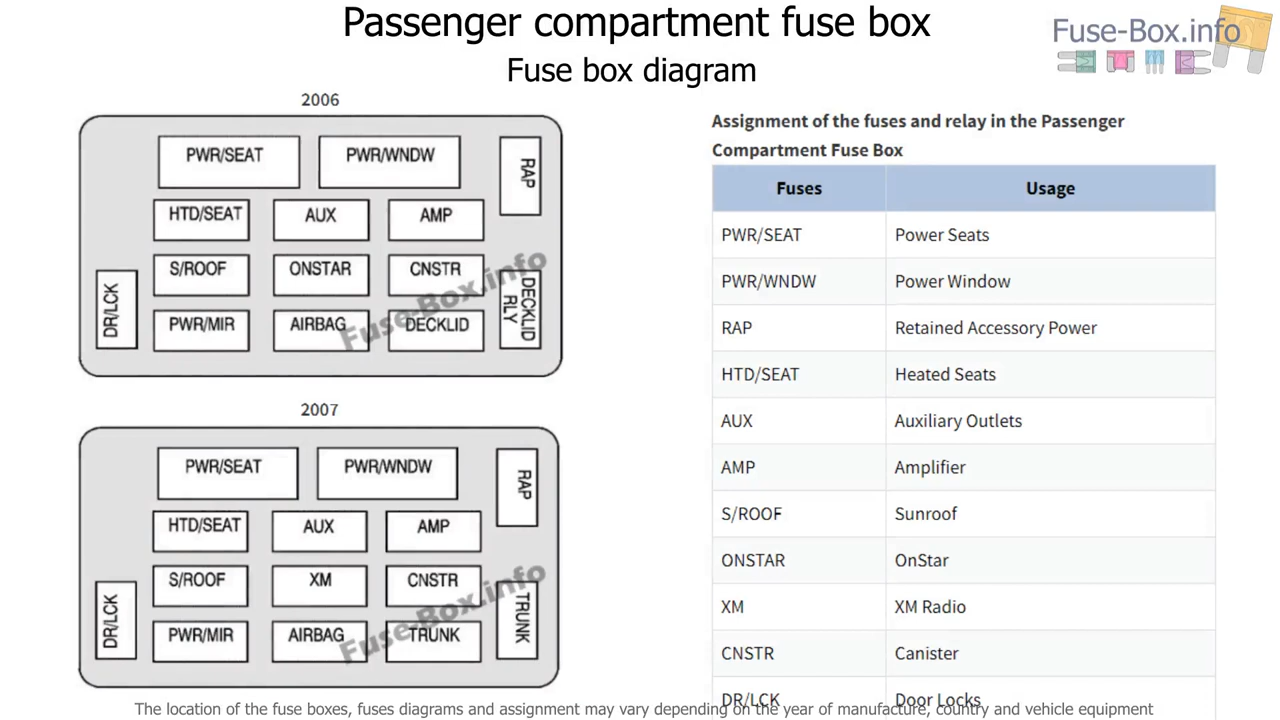 Passenger compartment fuse box
Fuse box diagram
Fuse-Box.info
2006
PWR/SEAT PWR/WNDW RAP
HTD/SEAT AUX AMP
S/ROOF ONSTAR CNSTR
DR/LCK PWR/MIR AIRBAG DECKLID DECKLID RLY
Fuse-Box.info
2007
PWR/SEAT PWR/WNDW RAP
HTD/SEAT AUX AMP
S/ROOF XM CNSTR
DR/LCK PWR/MIR AIRBAG TRUNK TRUNK
Fuse-Box.info
Assignment of the fuses and relay in the Passenger
Compartment Fuse Box
Fuses Usage
PWR/SEAT Power Seats
PWR/WNDW Power Window
RAP Retained Accessory Power
HTD/SEAT Heated Seats
AUX Auxiliary Outlets
AMP Amplifier
S/ROOF Sunroof
ONSTAR OnStar
XM XM Radio
CNSTR Canister
DR/LCK Door Locks
The location of the fuse boxes, fuses diagrams and assignment may vary depending on the year of manufacture, country and vehicle equipment